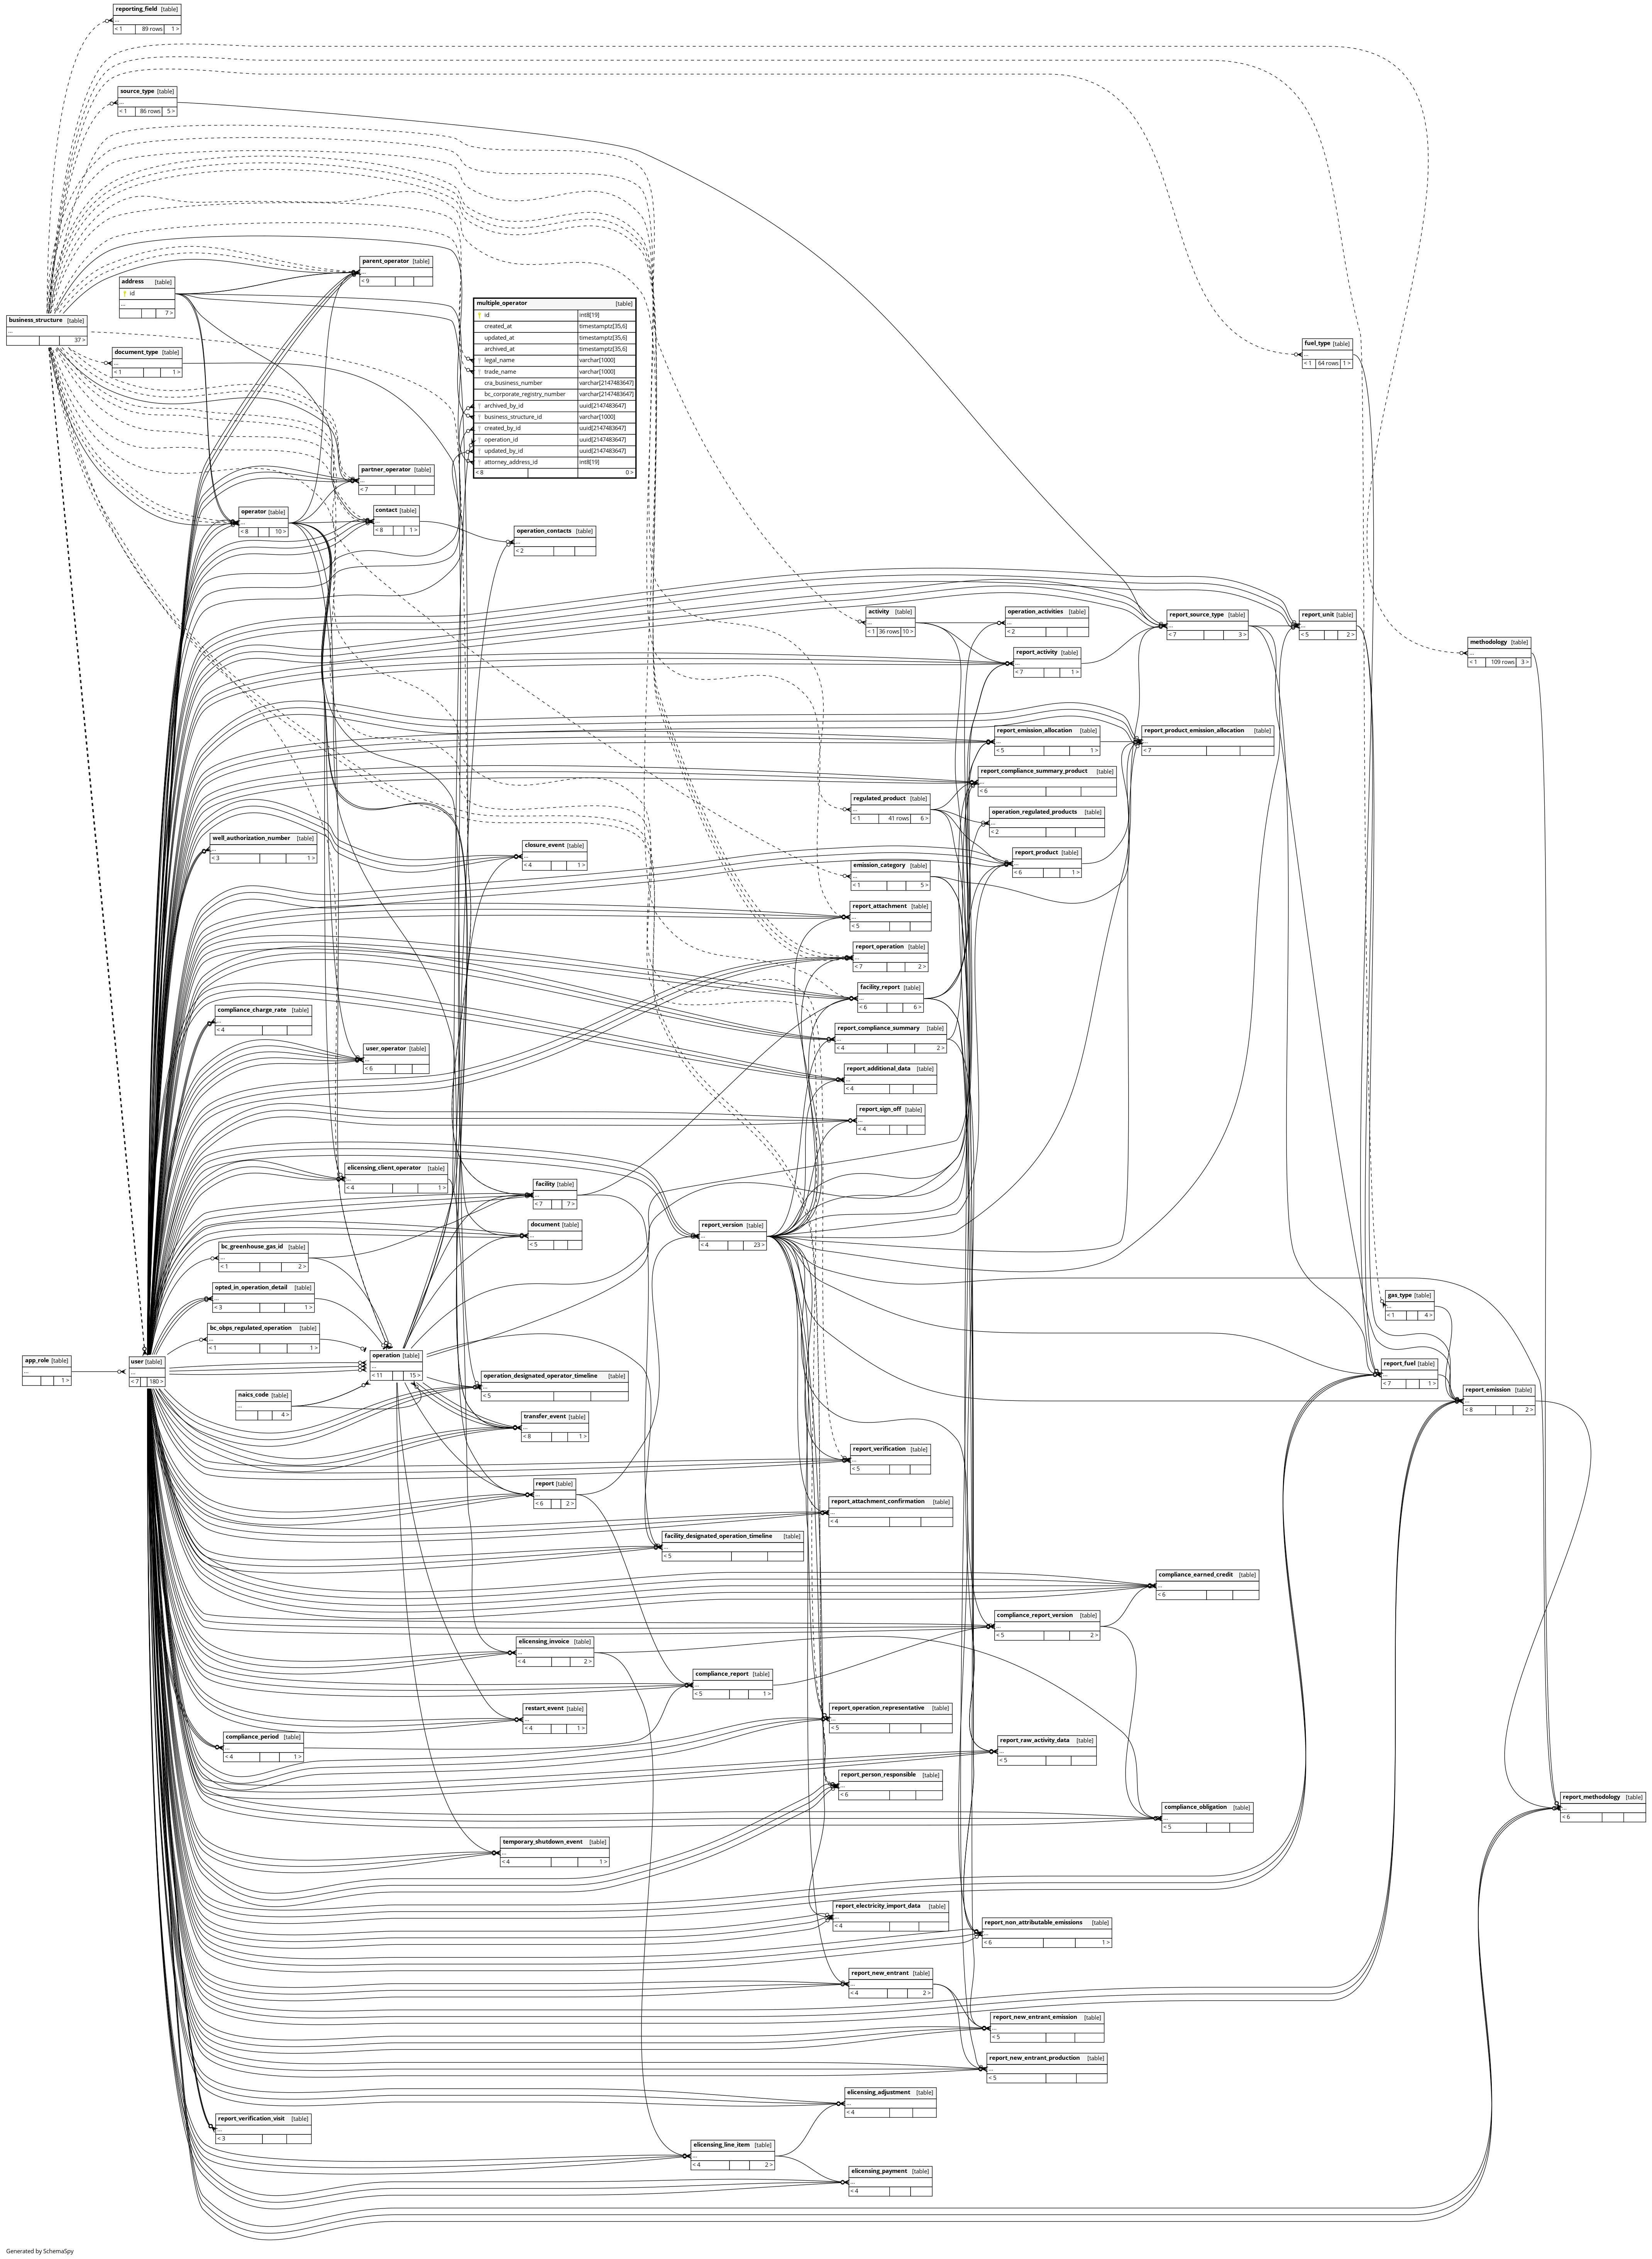 reporting_field [table]
...
< 1 89 rows 1 >
source_type [table]
...
< 1 86 rows 5 >
parent_operator [table]
...
< 9
address [table]
id
...
7 >
multiple_operator [table]
id int8[19]
created_at timestamptz[35,6]
updated_at timestamptz[35,6]
archived_at timestamptz[35,6]
legal_name varchar[1000]
trade_name varchar[1000]
cra_business_number varchar[2147483647]
bc_corporate_registry_number varchar[2147483647]
archived_by_id uuid[2147483647]
business_structure_id varchar[1000]
created_by_id uuid[2147483647]
operation_id uuid[2147483647]
updated_by_id uuid[2147483647]
attorney_address_id int8[19]
< 8 0 >
business_structure [table]
...
37 >
document_type [table]
...
< 1 1 >
fuel_type [table]
...
< 1 64 rows 1 >
partner_operator [table]
...
< 7
operator [table]
...
< 8 10 >
contact [table]
...
< 8 1 >
operation_contacts [table]
...
< 2
activity [table]
...
< 1 36 rows 10 >
operation_activities [table]
...
< 2
report_source_type [table]
...
< 7 3 >
report_unit [table]
...
< 5 2 >
methodology [table]
...
< 1 109 rows 3 >
report_activity [table]
...
< 7 1 >
report_emission_allocation [table]
...
< 5 1 >
report_product_emission_allocation [table]
...
< 7
report_compliance_summary_product [table]
...
< 6
regulated_product [table]
...
< 1 41 rows 6 >
operation_regulated_products [table]
...
< 2
well_authorization_number [table]
...
< 3 1 >
closure_event [table]
...
< 4 1 >
report_product [table]
...
< 6 1 >
emission_category [table]
...
< 1 5 >
report_attachment [table]
...
< 5
report_operation [table]
...
< 7 2 >
facility_report [table]
...
< 6 6 >
compliance_charge_rate [table]
...
< 4
report_compliance_summary [table]
...
< 4 2 >
user_operator [table]
...
< 6
report_additional_data [table]
...
< 4
report_sign_off [table]
...
< 4
elicensing_client_operator [table]
...
< 4 1 >
facility [table]
...
< 7 7 >
document [table]
...
< 5
report_version [table]
...
< 4 23 >
bc_greenhouse_gas_id [table]
...
< 1 2 >
opted_in_operation_detail [table]
...
< 3 1 >
gas_type [table]
...
< 1 4 >
bc_obps_regulated_operation [table]
...
< 1 1 >
app_role [table]
...
1 >
user [table]
...
< 7 180 >
operation [table]
...
< 11 15 >
report_fuel [table]
...
< 7 1 >
operation_designated_operator_timeline [table]
...
< 5
naics_code [table]
...
4 >
report_emission [table]
...
< 8 2 >
transfer_event [table]
...
< 8 1 >
report_verification [table]
...
< 5
report [table]
...
< 6 2 >
report_attachment_confirmation [table]
...
< 4
facility_designated_operation_timeline [table]
...
< 5
compliance_earned_credit [table]
...
< 6
compliance_report_version [table]
...
< 5 2 >
elicensing_invoice [table]
...
< 4 2 >
compliance_report [table]
...
< 5 1 >
restart_event [table]
...
< 4 1 >
report_operation_representative [table]
...
< 5
compliance_period [table]
...
< 4 1 >
report_raw_activity_data [table]
...
< 5
report_person_responsible [table]
...
< 6
report_methodology [table]
...
< 6
compliance_obligation [table]
...
< 5
temporary_shutdown_event [table]
...
< 4 1 >
report_electricity_import_data [table]
...
< 4
report_non_attributable_emissions [table]
...
< 6 1 >
report_new_entrant [table]
...
< 4 2 >
report_new_entrant_emission [table]
...
< 5
report_new_entrant_production [table]
...
< 5
elicensing_adjustment [table]
...
< 4
report_verification_visit [table]
...
< 3
elicensing_line_item [table]
...
< 4 2 >
elicensing_payment [table]
...
< 4
Generated by SchemaSpy